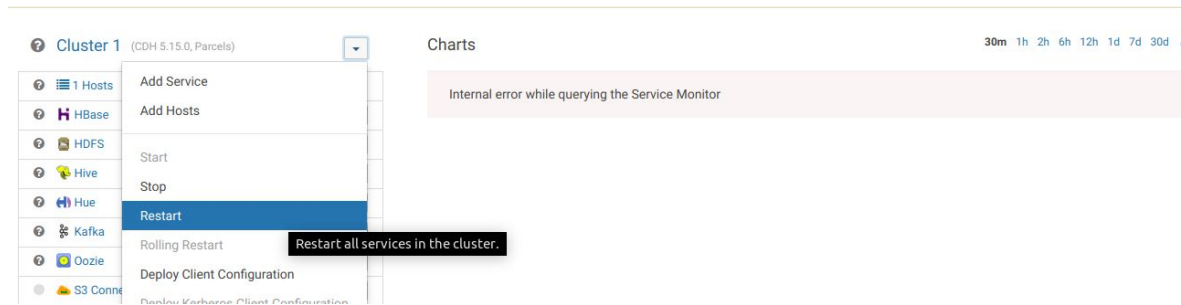 Cluster 1 (CDH 5.15.0, Parcels)
Charts
30m 1h 2h 6h 12h 1d 7d 30d
1 Hosts
HBase
HDFS
Hive
Hue
Kafka
Oozie
S3 Conne
Add Service
Add Hosts
Start
Stop
Restart
Rolling Restart
Deploy Client Configuration
Deploy Kerberos Client Configuration
Restart all services in the cluster.
Internal error while querying the Service Monitor